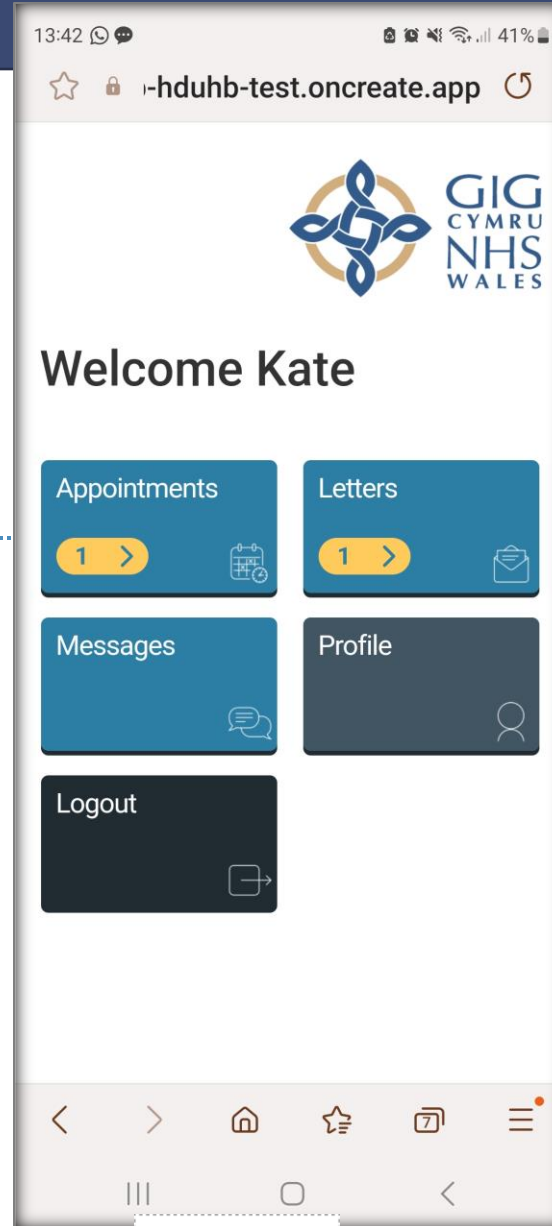 13:42 41%
-hduhb-test.oncreate.app
GIG
CYMRU
NHS
WALES
Welcome Kate
Appointments
1
Letters
1
Messages
Profile
Logout
7